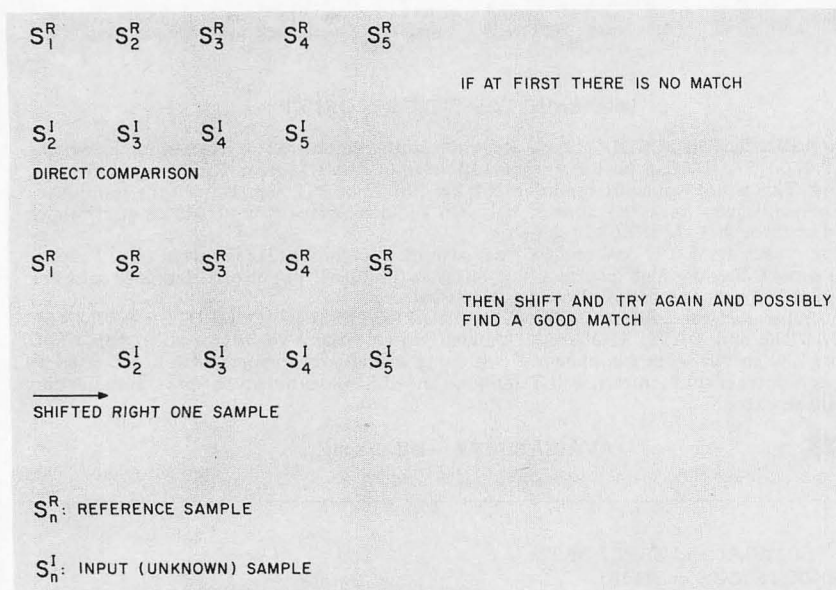 S₁ᴿ S₂ᴿ S₃ᴿ S₄ᴿ S₅ᴿ
IF AT FIRST THERE IS NO MATCH
S₂ᴵ S₃ᴵ S₄ᴵ S₅ᴵ
DIRECT COMPARISON
S₁ᴿ S₂ᴿ S₃ᴿ S₄ᴿ S₅ᴿ
THEN SHIFT AND TRY AGAIN AND POSSIBLY
FIND A GOOD MATCH
S₂ᴵ S₃ᴵ S₄ᴵ S₅ᴵ
SHIFTED RIGHT ONE SAMPLE
Sₙᴿ: REFERENCE SAMPLE
Sₙᴵ: INPUT (UNKNOWN) SAMPLE